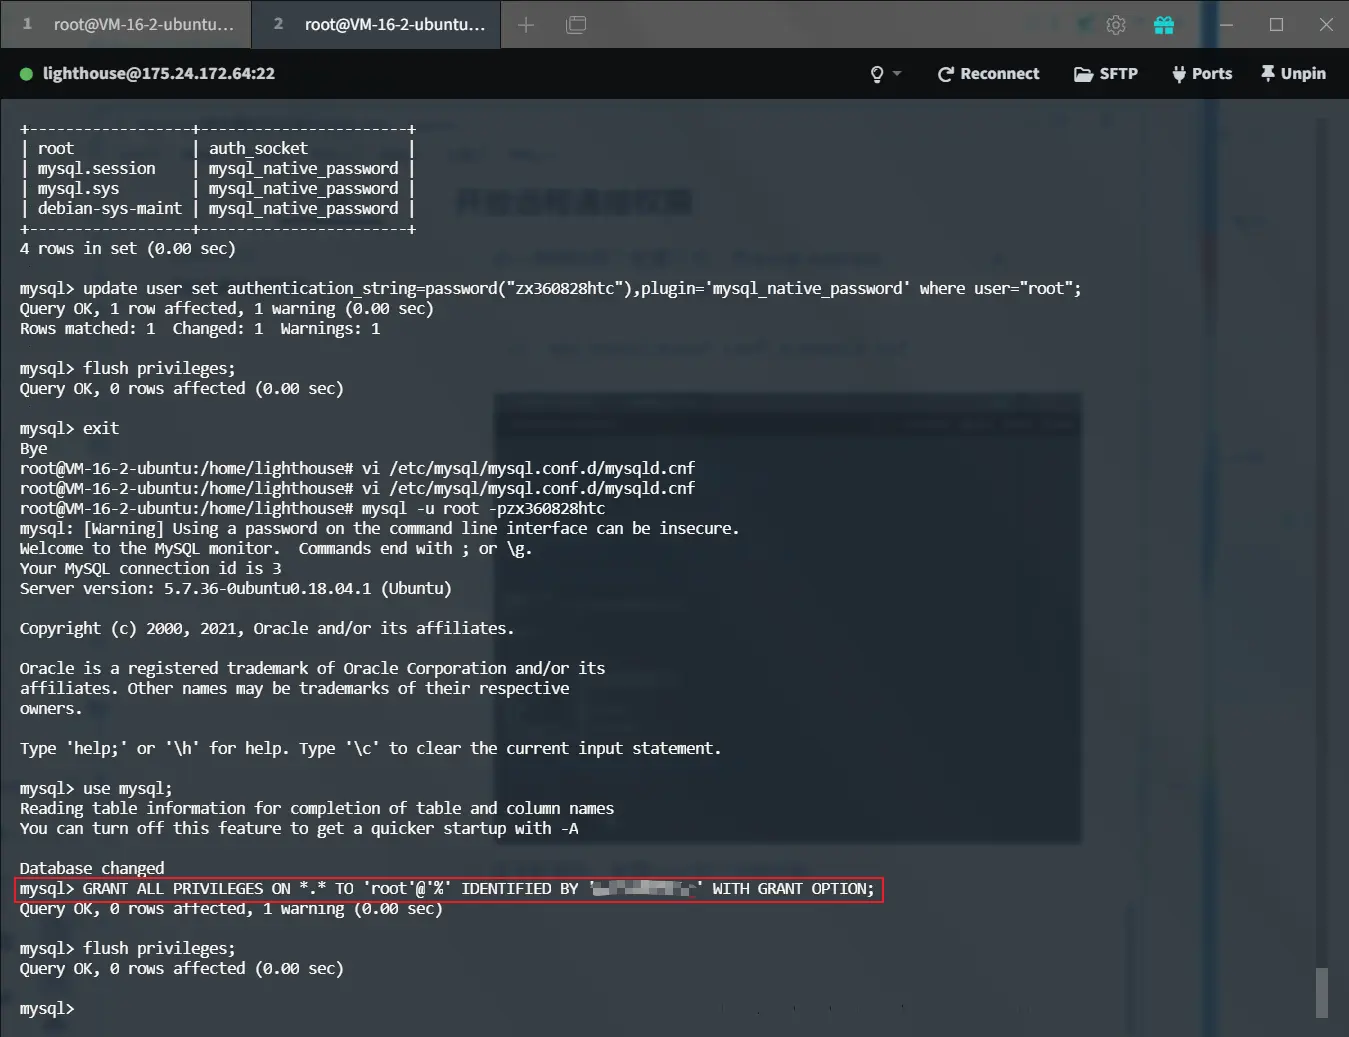 1 root@VM-16-2-ubuntu... 2 root@VM-16-2-ubuntu...
lighthouse@175.24.172.64:22 Reconnect SFTP Ports Unpin
+------------------+-----------------------+
| root             | auth_socket           |
| mysql.session    | mysql_native_password |
| mysql.sys        | mysql_native_password |
| debian-sys-maint | mysql_native_password |
+------------------+-----------------------+
4 rows in set (0.00 sec)
mysql> update user set authentication_string=password("zx360828htc"),plugin='mysql_native_password' where user="root";
Query OK, 1 row affected, 1 warning (0.00 sec)
Rows matched: 1  Changed: 1  Warnings: 1
mysql> flush privileges;
Query OK, 0 rows affected (0.00 sec)
mysql> exit
Bye
root@VM-16-2-ubuntu:/home/lighthouse# vi /etc/mysql/mysql.conf.d/mysqld.cnf
root@VM-16-2-ubuntu:/home/lighthouse# vi /etc/mysql/mysql.conf.d/mysqld.cnf
root@VM-16-2-ubuntu:/home/lighthouse# mysql -u root -pzx360828htc
mysql: [Warning] Using a password on the command line interface can be insecure.
Welcome to the MySQL monitor.  Commands end with ; or \g.
Your MySQL connection id is 3
Server version: 5.7.36-0ubuntu0.18.04.1 (Ubuntu)
Copyright (c) 2000, 2021, Oracle and/or its affiliates.
Oracle is a registered trademark of Oracle Corporation and/or its
affiliates. Other names may be trademarks of their respective
owners.
Type 'help;' or '\h' for help. Type '\c' to clear the current input statement.
mysql> use mysql;
Reading table information for completion of table and column names
You can turn off this feature to get a quicker startup with -A
Database changed
mysql> GRANT ALL PRIVILEGES ON *.* TO 'root'@'%' IDENTIFIED BY '' WITH GRANT OPTION;
Query OK, 0 rows affected, 1 warning (0.00 sec)
mysql> flush privileges;
Query OK, 0 rows affected (0.00 sec)
mysql>